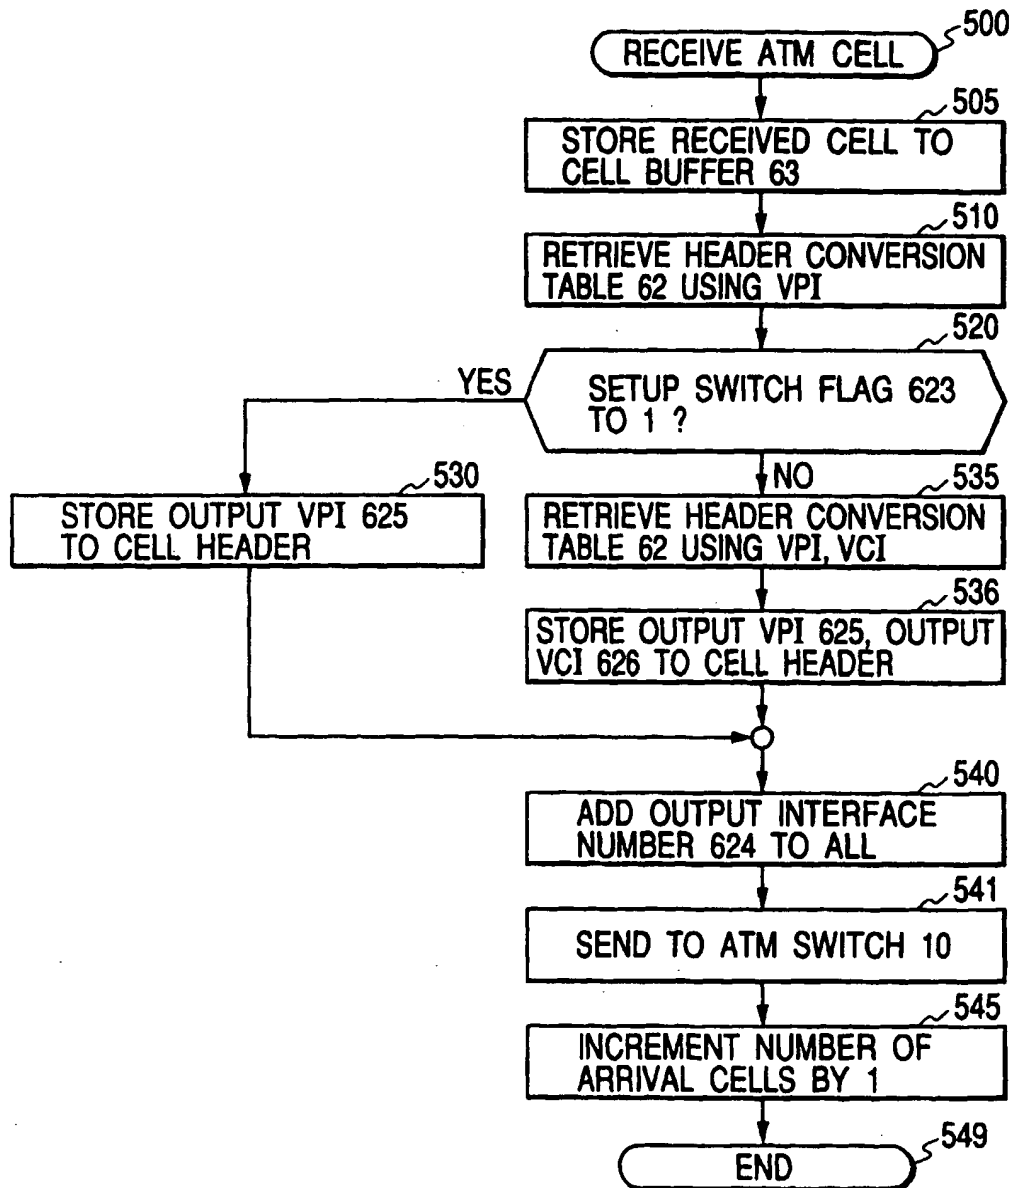 500
RECEIVE ATM CELL
505
STORE RECEIVED CELL TO
CELL BUFFER 63
510
RETRIEVE HEADER CONVERSION
TABLE 62 USING VPI
520
SETUP SWITCH FLAG 623
TO 1 ?
YES
NO
530
STORE OUTPUT VPI 625
TO CELL HEADER
535
RETRIEVE HEADER CONVERSION
TABLE 62 USING VPI, VCI
536
STORE OUTPUT VPI 625, OUTPUT
VCI 626 TO CELL HEADER
540
ADD OUTPUT INTERFACE
NUMBER 624 TO ALL
541
SEND TO ATM SWITCH 10
545
INCREMENT NUMBER OF
ARRIVAL CELLS BY 1
549
END